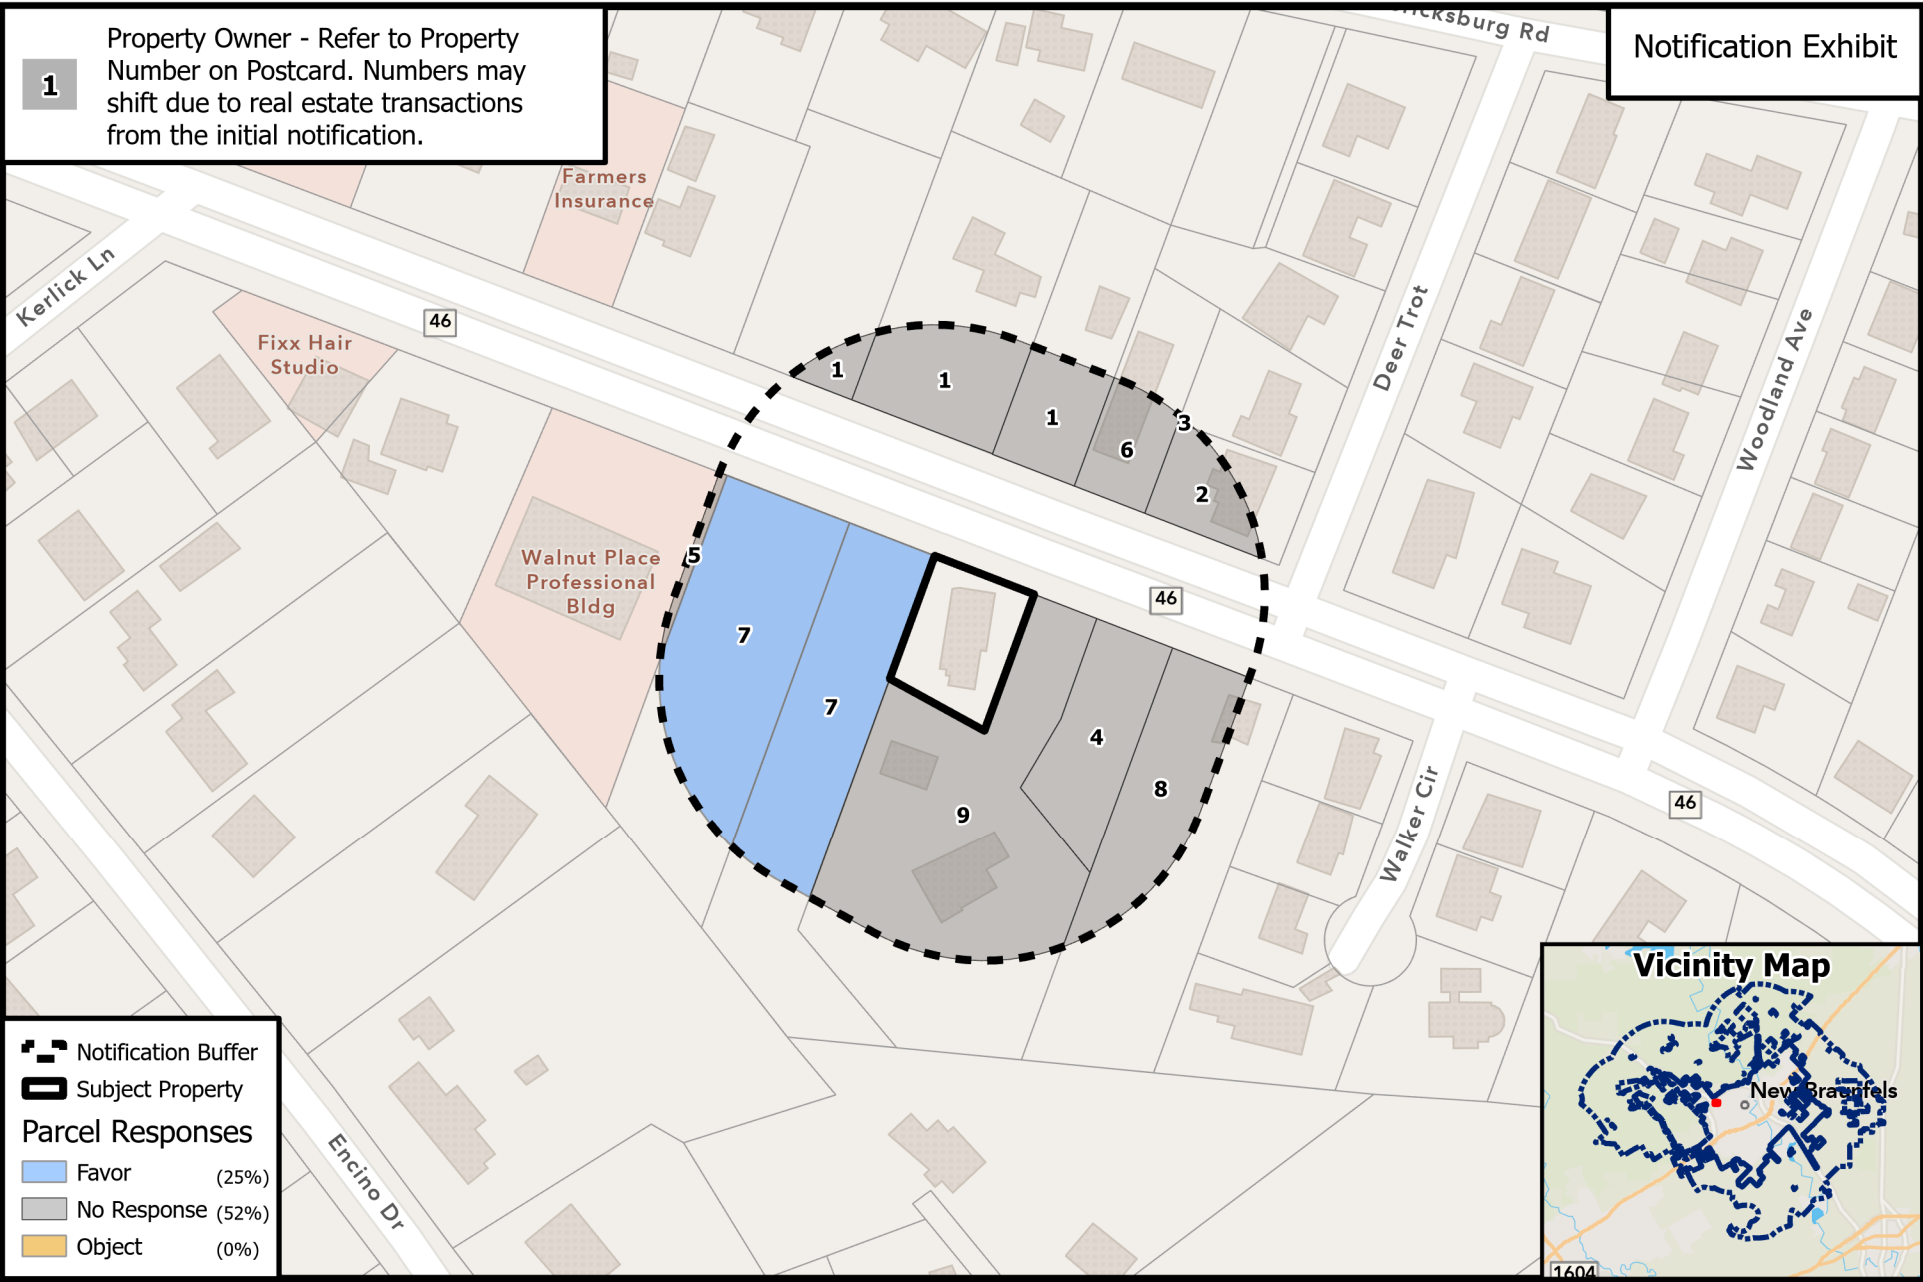 1
Property Owner - Refer to Property
Number on Postcard. Numbers may
shift due to real estate transactions
from the initial notification.
Notification Exhibit
Rd
Farmers
Insurance
Kerlick Ln
46
Fixx Hair
Studio
Deer Trot
Woodland Ave
1
1
1
3
6
2
5
Walnut Place
Professional
Bldg
46
7
7
4
8
9
46
Walker Cir
Encino Dr
Notification Buffer
Subject Property
Parcel Responses
Favor (25%)
No Response (52%)
Object (0%)
Vicinity Map
New Braunfels
1604